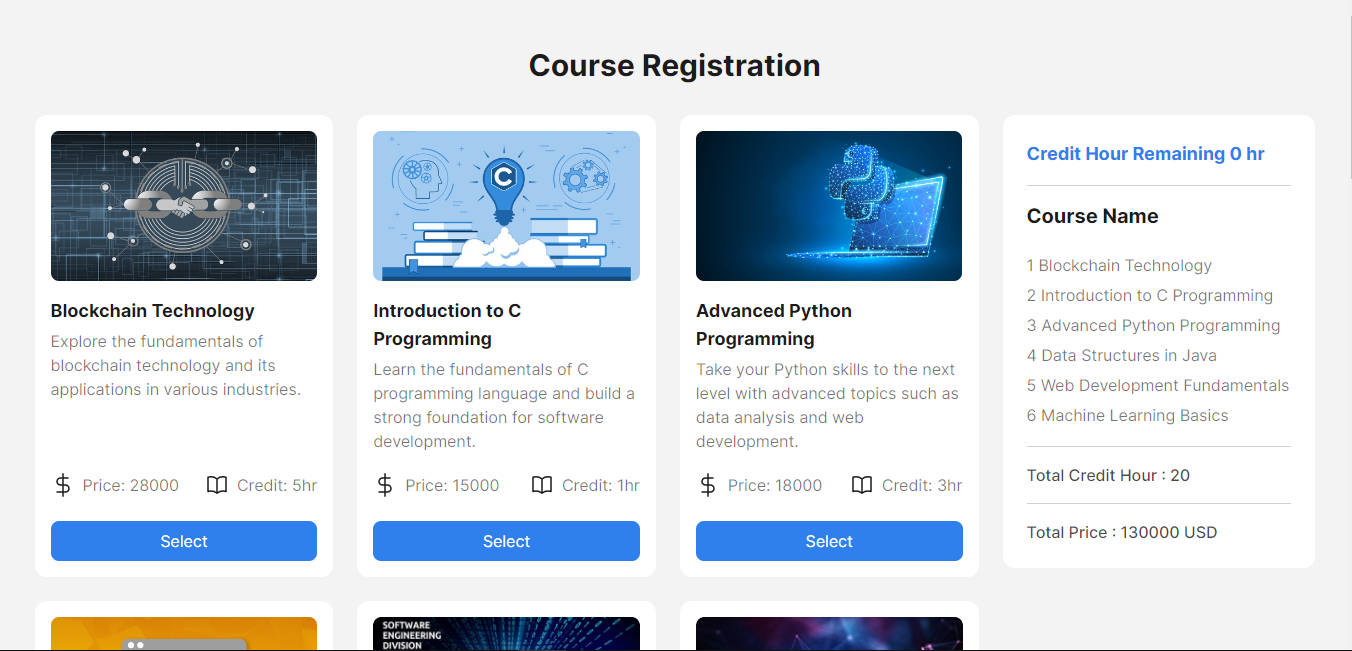 Course Registration
Blockchain Technology
Explore the fundamentals of
blockchain technology and its
applications in various industries.
Price: 28000
Credit: 5hr
Select
C
Introduction to C
Programming
Learn the fundamentals of C
programming language and build a
strong foundation for software
development.
Price: 15000
Credit: 1hr
Select
Advanced Python
Programming
Take your Python skills to the next
level with advanced topics such as
data analysis and web
development.
Price: 18000
Credit: 3hr
Select
Credit Hour Remaining 0 hr
Course Name
1 Blockchain Technology
2 Introduction to C Programming
3 Advanced Python Programming
4 Data Structures in Java
5 Web Development Fundamentals
6 Machine Learning Basics
Total Credit Hour : 20
Total Price : 130000 USD
SOFTWARE
ENGINEERING
DIVISION